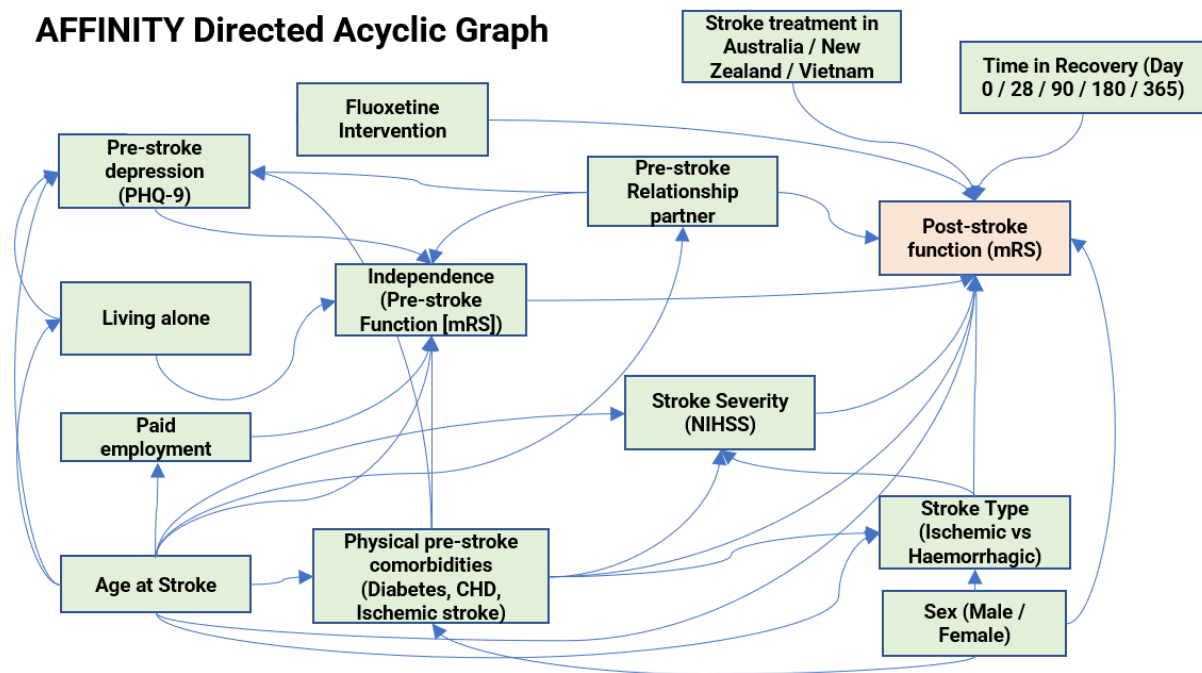 AFFINITY Directed Acyclic Graph
Stroke treatment in
Australia / New
Zealand / Vietnam
Time in Recovery (Day
0 / 28 / 90 / 180 / 365)
Fluoxetine
Intervention
Pre-stroke
depression
(PHQ-9)
Pre-stroke
Relationship
partner
Post-stroke
function (mRS)
Independence
(Pre-stroke
Function [mRS])
Living alone
Stroke Severity
(NIHSS)
Paid
employment
Stroke Type
(Ischemic vs
Haemorrhagic)
Physical pre-stroke
comorbidities
(Diabetes, CHD,
Ischemic stroke)
Age at Stroke
Sex (Male /
Female)